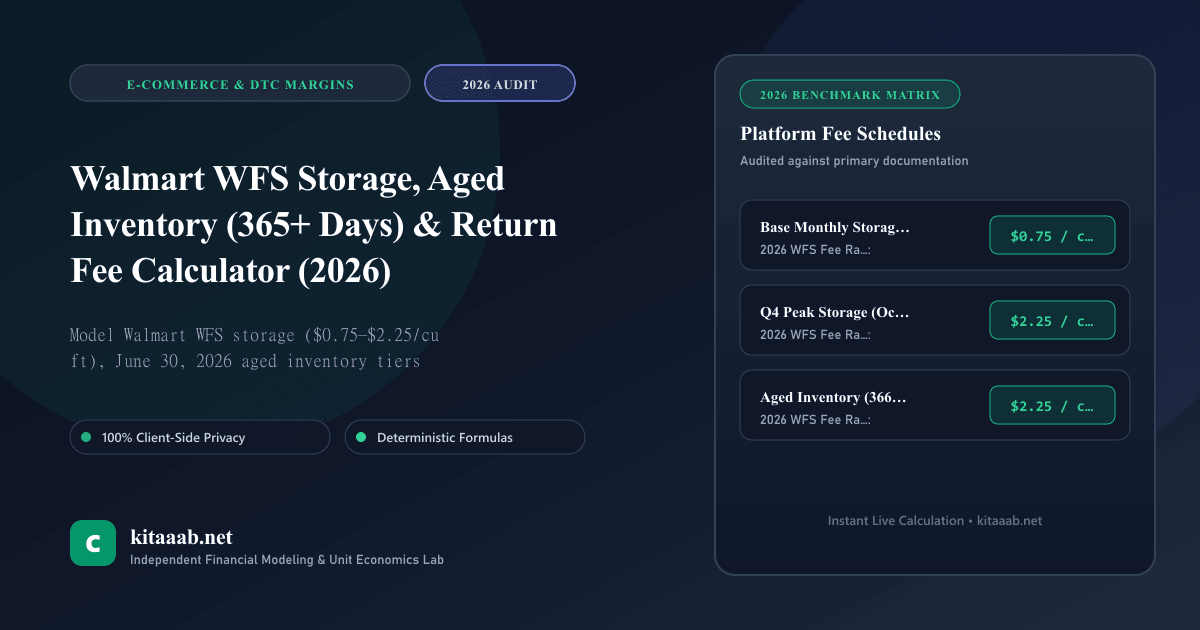 E-COMMERCE & DTC MARGINS
2026 AUDIT
Walmart WFS Storage, Aged
Inventory (365+ Days) & Return
Fee Calculator (2026)
Model Walmart WFS storage ($0.75–$2.25/cu
ft), June 30, 2026 aged inventory tiers
100% Client-Side Privacy
Deterministic Formulas
C
kitaaab.net
Independent Financial Modeling & Unit Economics Lab
2026 BENCHMARK MATRIX
Platform Fee Schedules
Audited against primary documentation
Base Monthly Storag…
2026 WFS Fee Ra…:
$0.75 / c…
Q4 Peak Storage (Oc…
2026 WFS Fee Ra…:
$2.25 / c…
Aged Inventory (366…
2026 WFS Fee Ra…:
$2.25 / c…
Instant Live Calculation • kitaaab.net